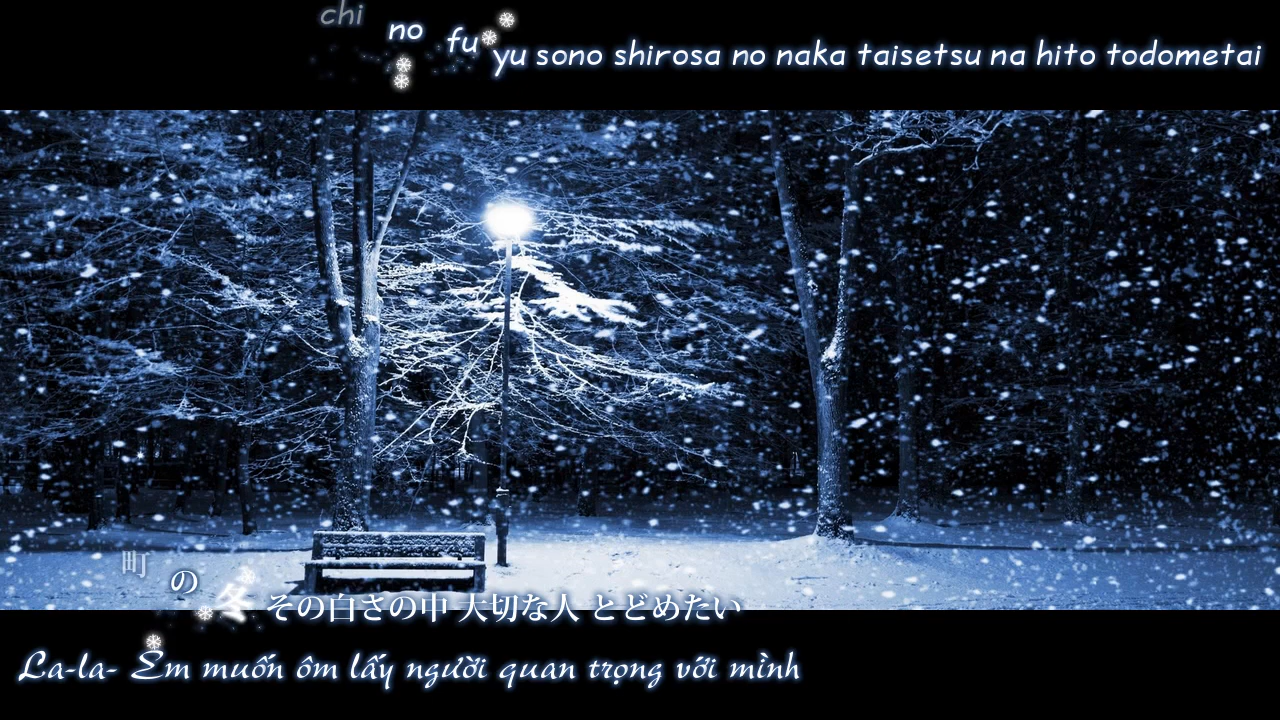 chi no fu yu sono shirosa no naka taisetsu na hito todometai
町の冬 その白さの中 大切な人 とどめたい
La-la- Em muốn ôm lấy người quan trọng với mình